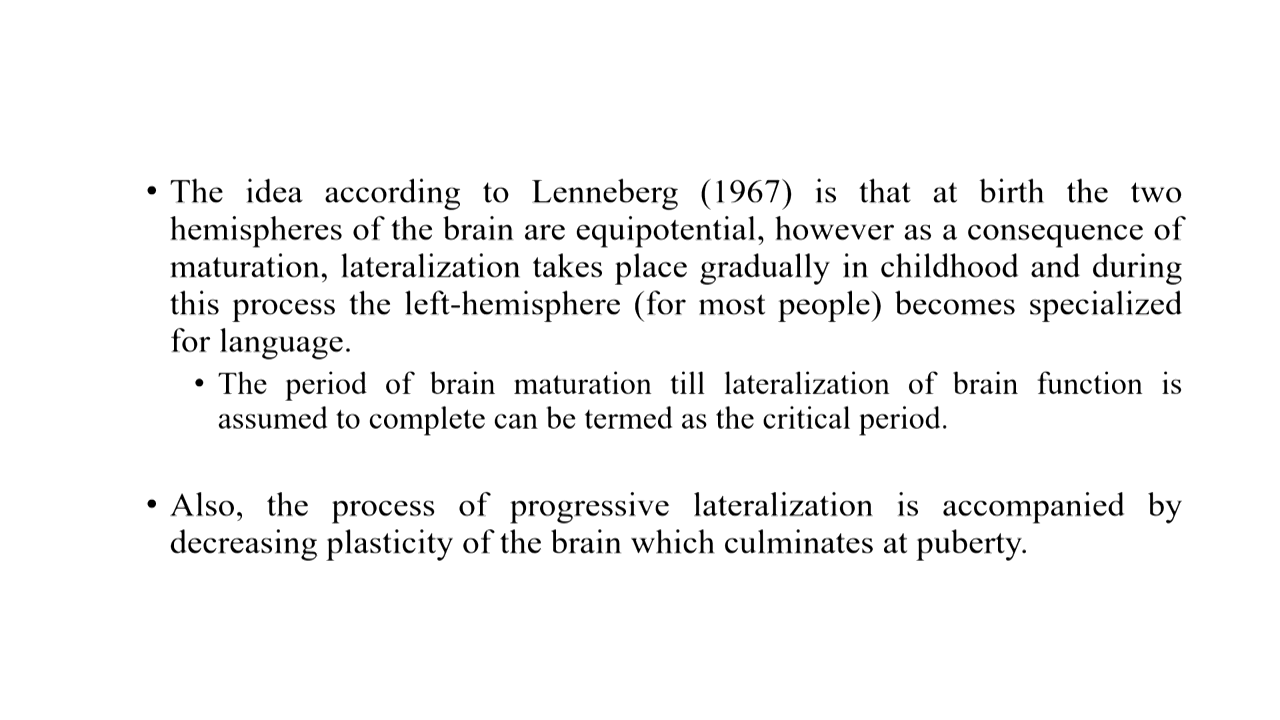 • The idea according to Lenneberg (1967) is that at birth the two
hemispheres of the brain are equipotential, however as a consequence of
maturation, lateralization takes place gradually in childhood and during
this process the left-hemisphere (for most people) becomes specialized
for language.
• The period of brain maturation till lateralization of brain function is
assumed to complete can be termed as the critical period.
• Also, the process of progressive lateralization is accompanied by
decreasing plasticity of the brain which culminates at puberty.